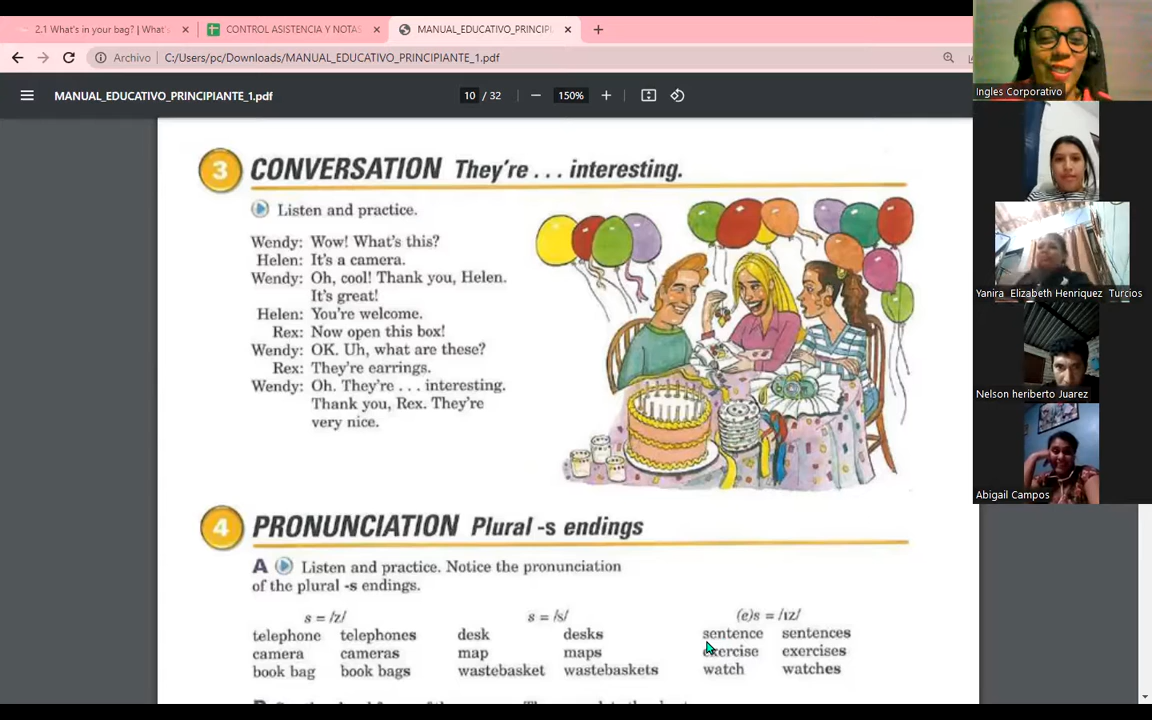 2.1 What's in your bag? | What's
CONTROL ASISTENCIA Y NOTAS
MANUAL_EDUCATIVO_PRINCIPI
Archivo C:/Users/pc/Downloads/MANUAL_EDUCATIVO_PRINCIPIANTE_1.pdf
MANUAL_EDUCATIVO_PRINCIPIANTE_1.pdf
10 / 32
150%
3 CONVERSATION They're . . . interesting.
Listen and practice.
Wendy: Wow! What's this?
Helen: It's a camera.
Wendy: Oh, cool! Thank you, Helen.
It's great!
Helen: You're welcome.
Rex: Now open this box!
Wendy: OK. Uh, what are these?
Rex: They're earrings.
Wendy: Oh. They're . . . interesting.
Thank you, Rex. They're
very nice.
4 PRONUNCIATION Plural -s endings
A Listen and practice. Notice the pronunciation
of the plural -s endings.
s = /z/ s = /s/ (e)s = /ɪz/
telephone telephones desk desks sentence sentences
camera cameras map maps exercise exercises
book bag book bags wastebasket wastebaskets watch watches
Ingles Corporativo
Yanira Elizabeth Henriquez Turcios
Nelson heriberto Juarez
Abigail Campos